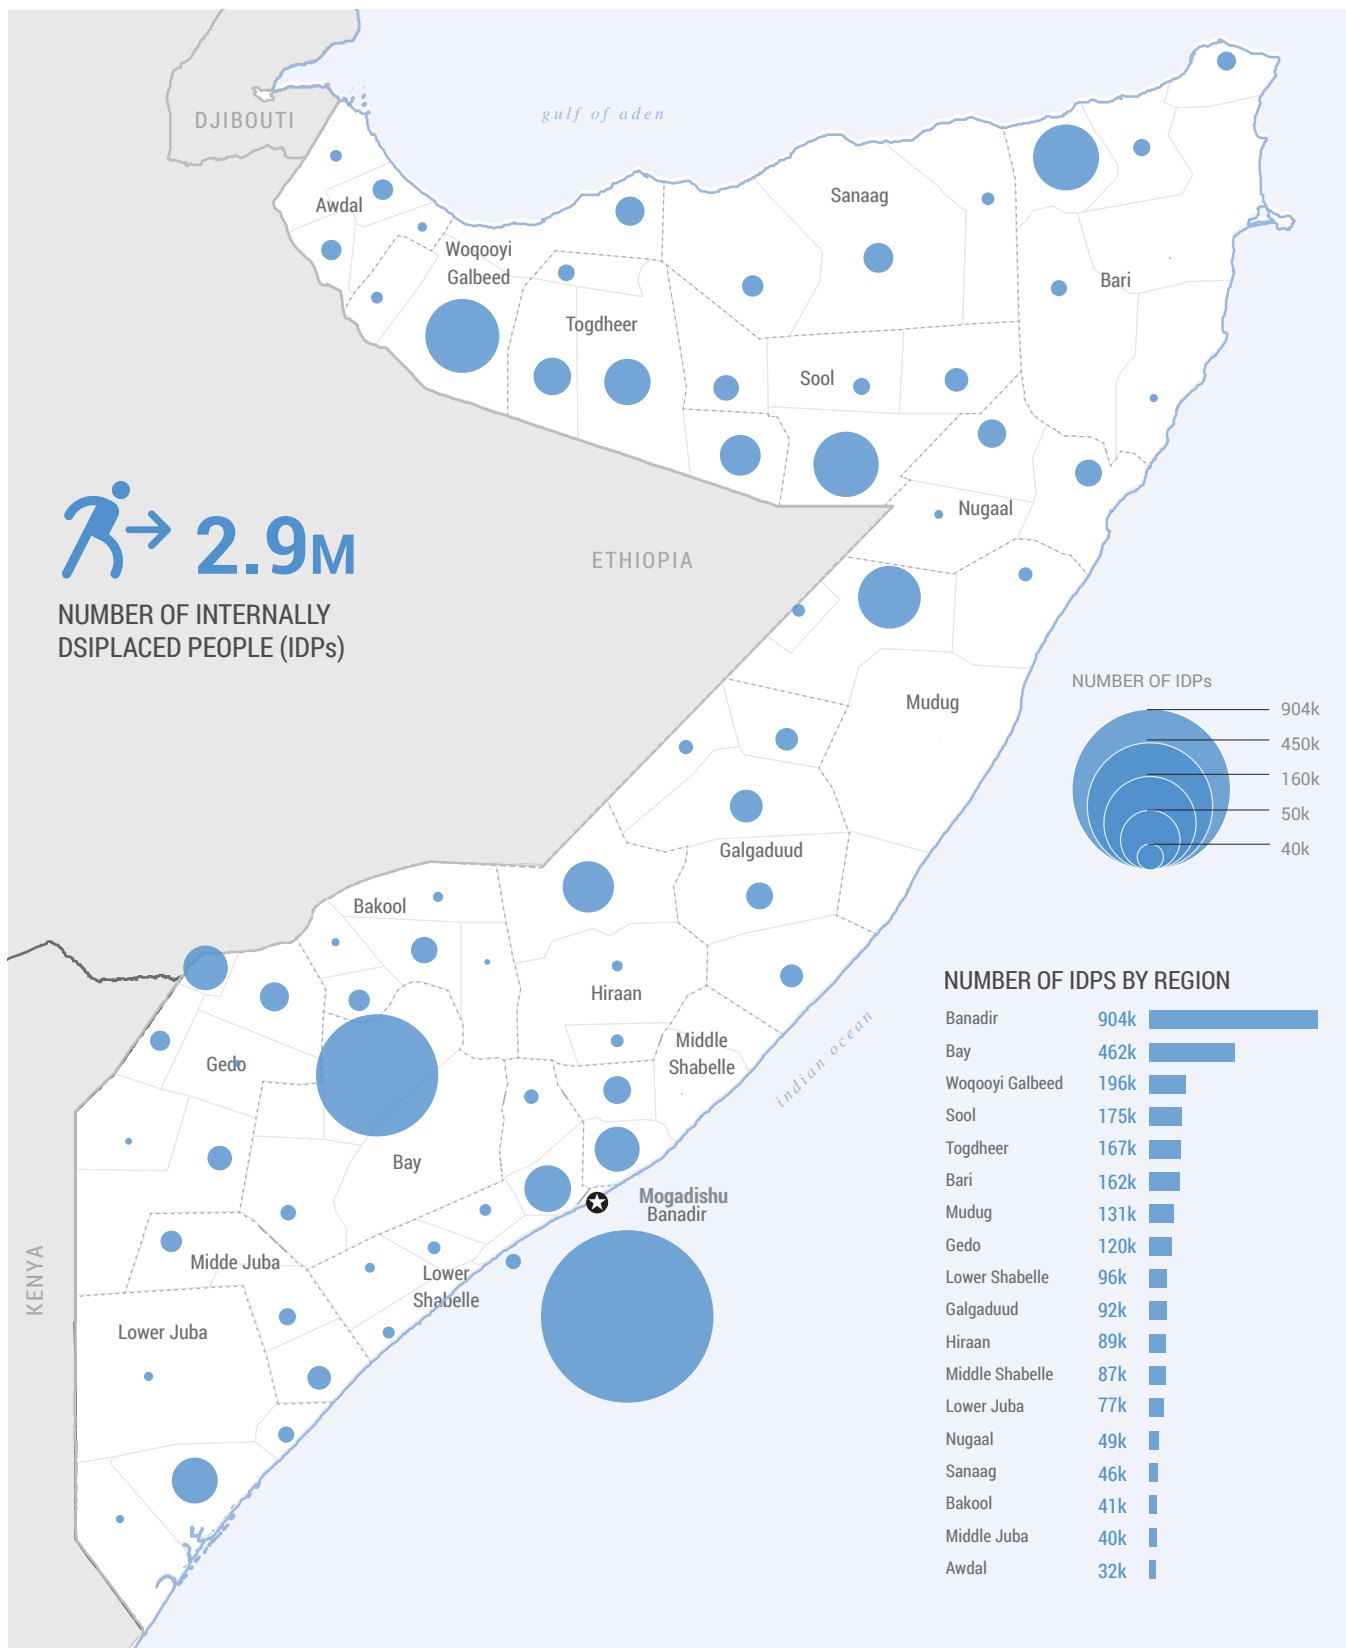 DJIBOUTI
gulf of aden
Awdal
Woqooyi
Galbeed
Togdheer
Sanaag
Bari
Sool
Nugaal
ETHIOPIA
2.9M
NUMBER OF INTERNALLY
DSIPLACED PEOPLE (IDPs)
Mudug
NUMBER OF IDPs
904k
450k
160k
50k
40k
Galgaduud
Bakool
Hiraan
Middle
Shabelle
indian ocean
Gedo
Bay
Mogadishu
Banadir
Midde Juba
Lower
Shabelle
Lower Juba
KENYA
NUMBER OF IDPS BY REGION
Banadir 904k
Bay 462k
Woqooyi Galbeed 196k
Sool 175k
Togdheer 167k
Bari 162k
Mudug 131k
Gedo 120k
Lower Shabelle 96k
Galgaduud 92k
Hiraan 89k
Middle Shabelle 87k
Lower Juba 77k
Nugaal 49k
Sanaag 46k
Bakool 41k
Middle Juba 40k
Awdal 32k